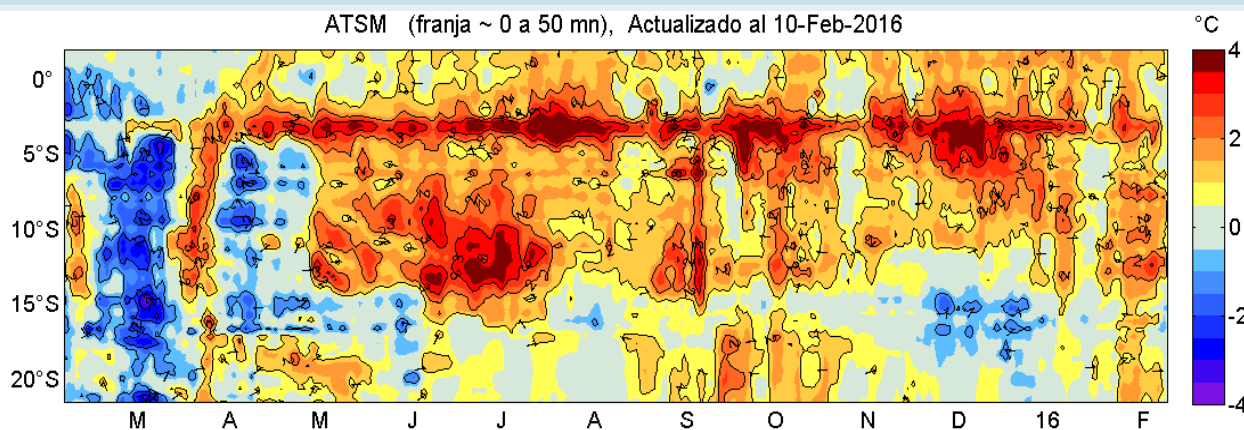 ATSM (franja ~ 0 a 50 mn), Actualizado al 10-Feb-2016
°C
4
2
0
-2
-4
0°
5°S
10°S
15°S
20°S
M A M J J A S O N D 16 F